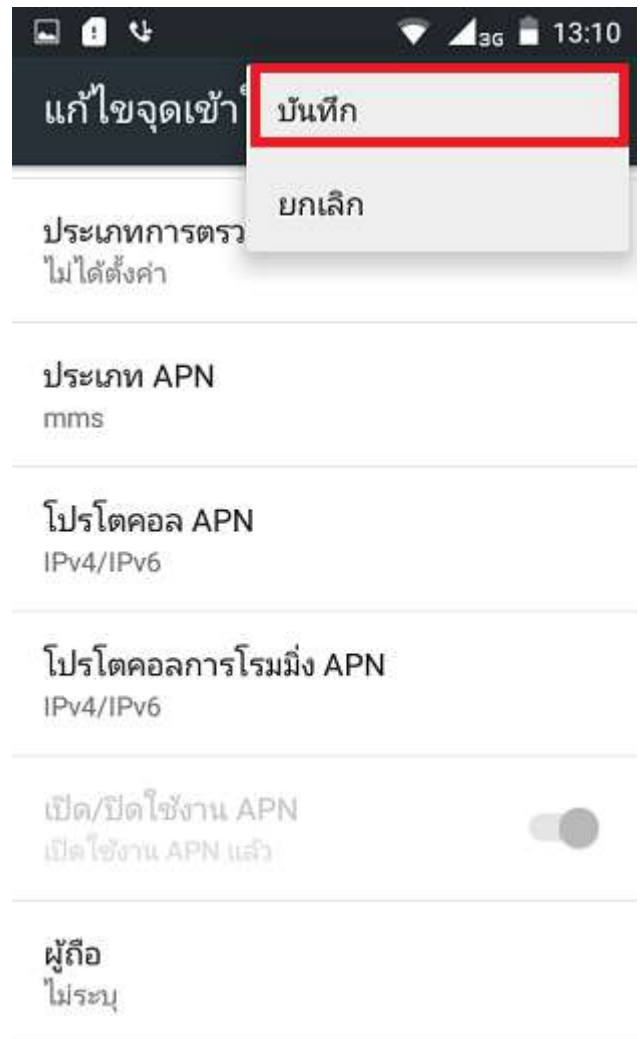 3G 13:10
แก้ไขจุดเข้า
บันทึก
ยกเลิก
ประเภทการตรว
ไม่ได้ตั้งค่า
ประเภท APN
mms
โปรโตคอล APN
IPv4/IPv6
โปรโตคอลการโรมมิ่ง APN
IPv4/IPv6
เปิด/ปิดใช้งาน APN
เปิดใช้งาน APN แล้ว
ผู้ถือ
ไม่ระบุ